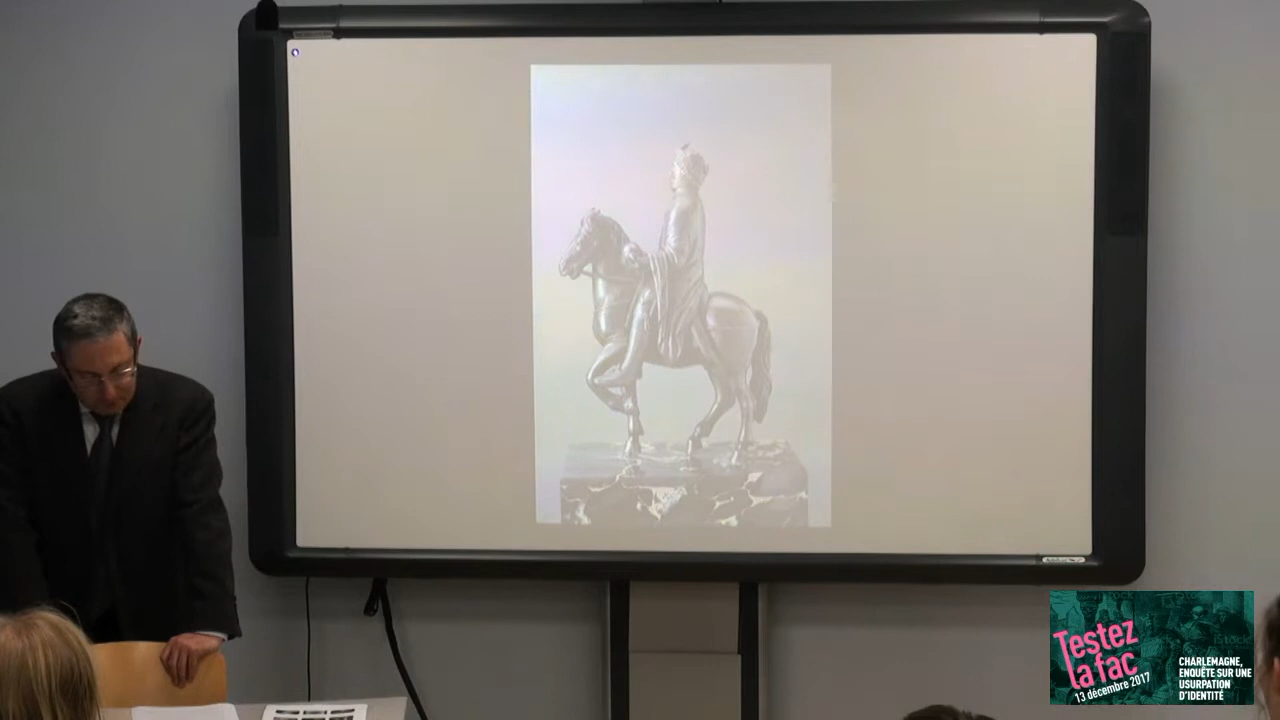 Testez
la fac
13 décembre 2017
CHARLEMAGNE,
ENQUÊTE SUR UNE
USURPATION
D'IDENTITÉ